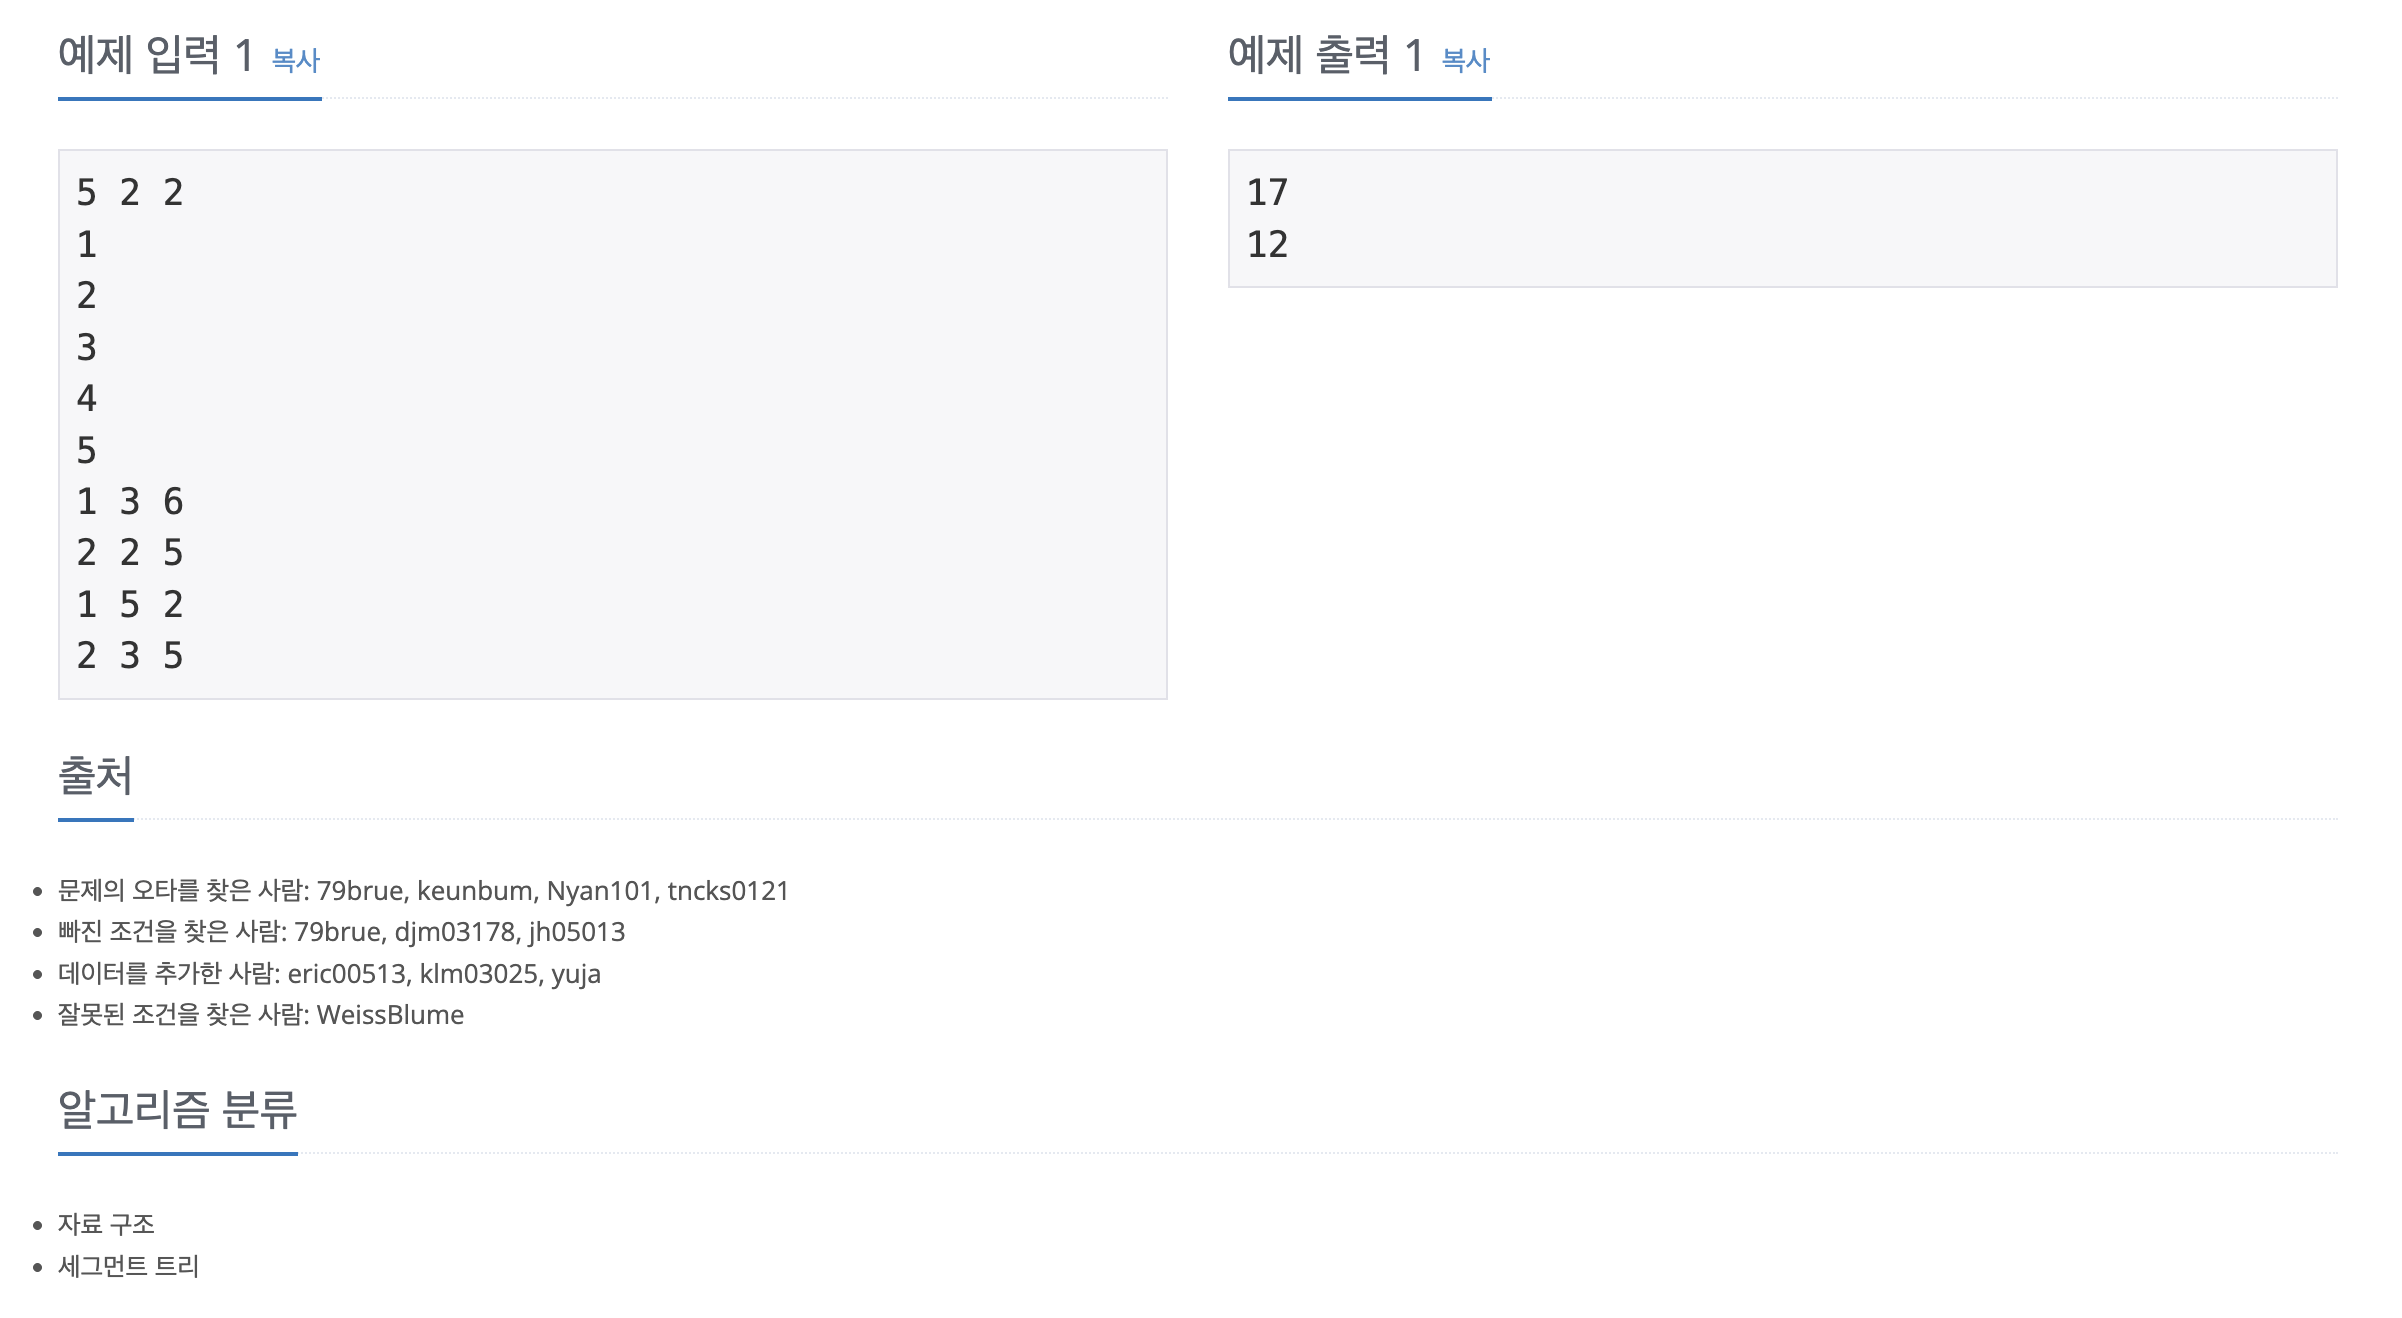 예제 입력 1 복사
5 2 2
1
2
3
4
5
1 3 6
2 2 5
1 5 2
2 3 5
예제 출력 1 복사
17
12
출처
문제의 오타를 찾은 사람: 79brue, keunbum, Nyan101, tncks0121
빠진 조건을 찾은 사람: 79brue, djm03178, jh05013
데이터를 추가한 사람: eric00513, klm03025, yuja
잘못된 조건을 찾은 사람: WeissBlume
알고리즘 분류
자료 구조
세그먼트 트리